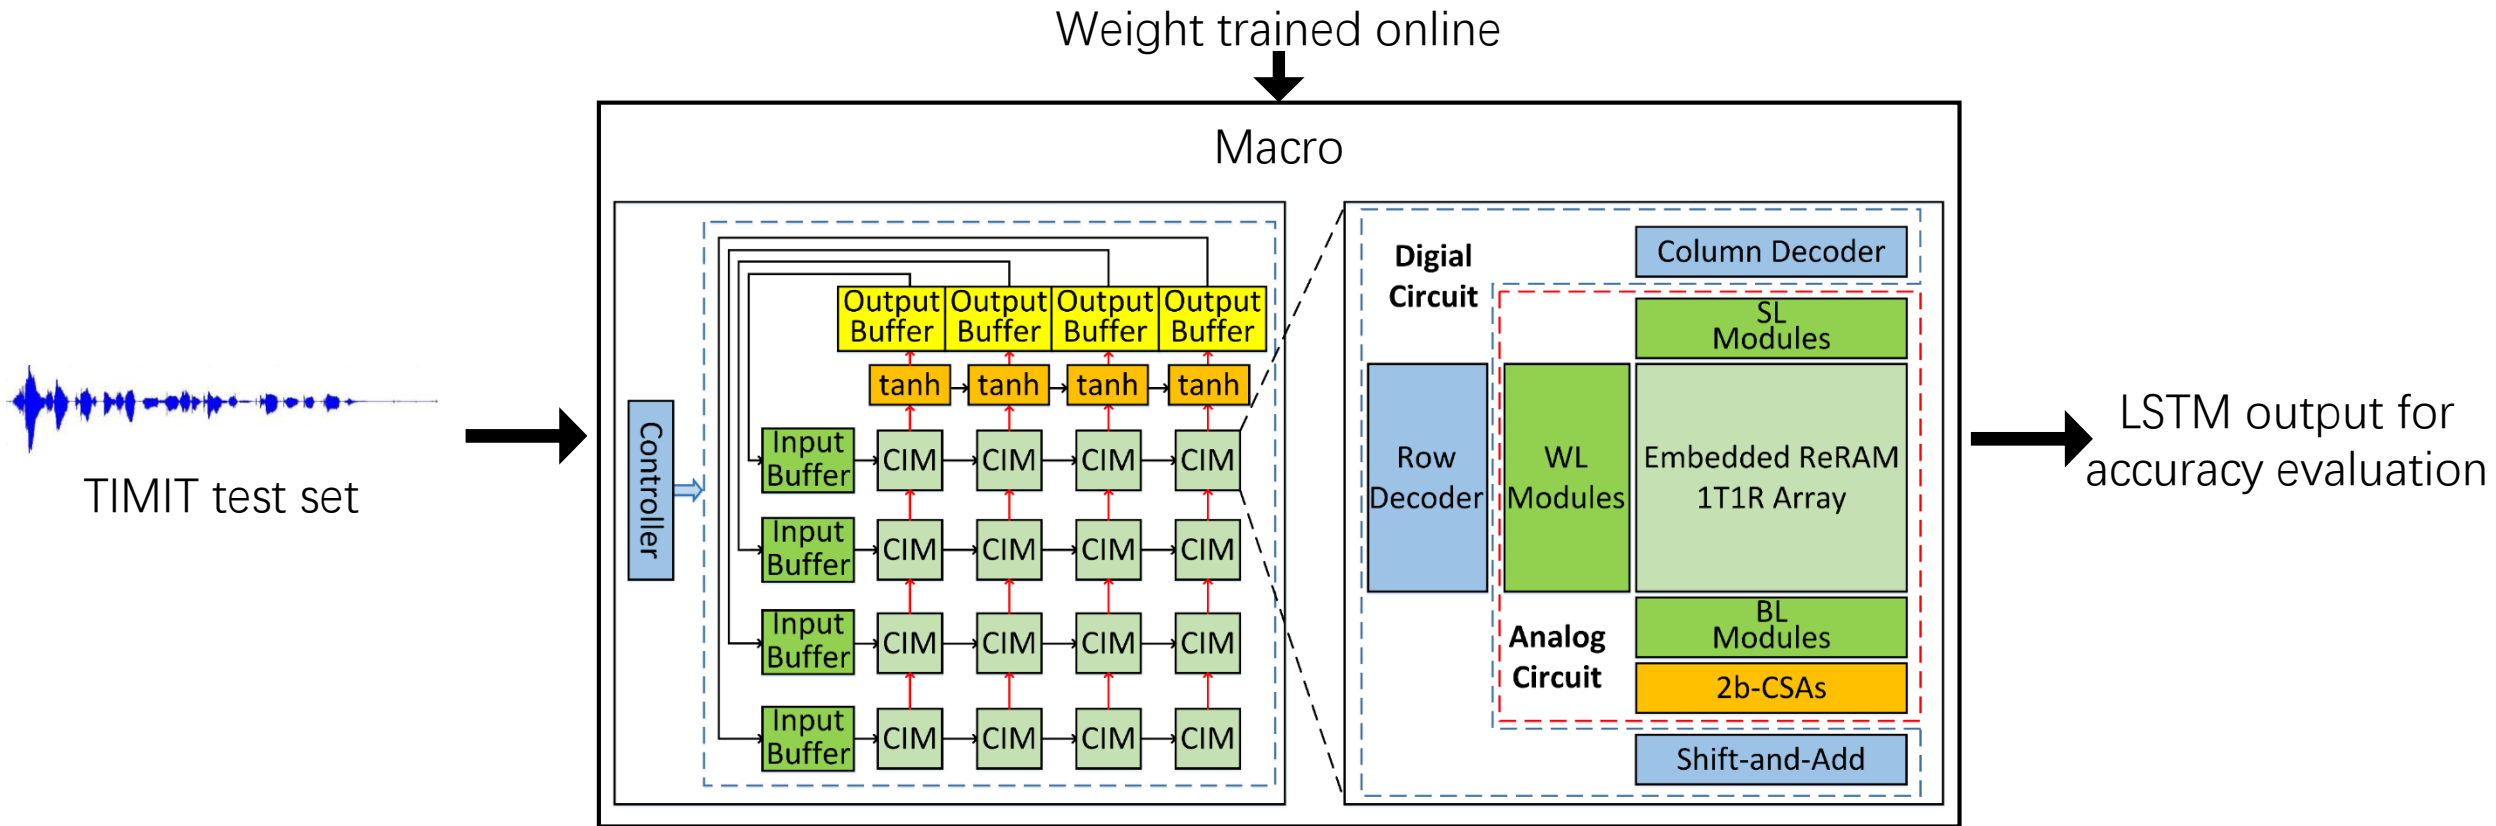 Weight trained online
Macro
TIMIT test set
Controller
Output Buffer
Output Buffer
Output Buffer
Output Buffer
tanh
tanh
tanh
tanh
Input Buffer
CIM
CIM
CIM
CIM
Input Buffer
CIM
CIM
CIM
CIM
Input Buffer
CIM
CIM
CIM
CIM
Input Buffer
CIM
CIM
CIM
CIM
Digial
Circuit
Column Decoder
SL
Modules
Row
Decoder
WL
Modules
Embedded ReRAM
1T1R Array
BL
Modules
Analog
Circuit
2b-CSAs
Shift-and-Add
LSTM output for
accuracy evaluation